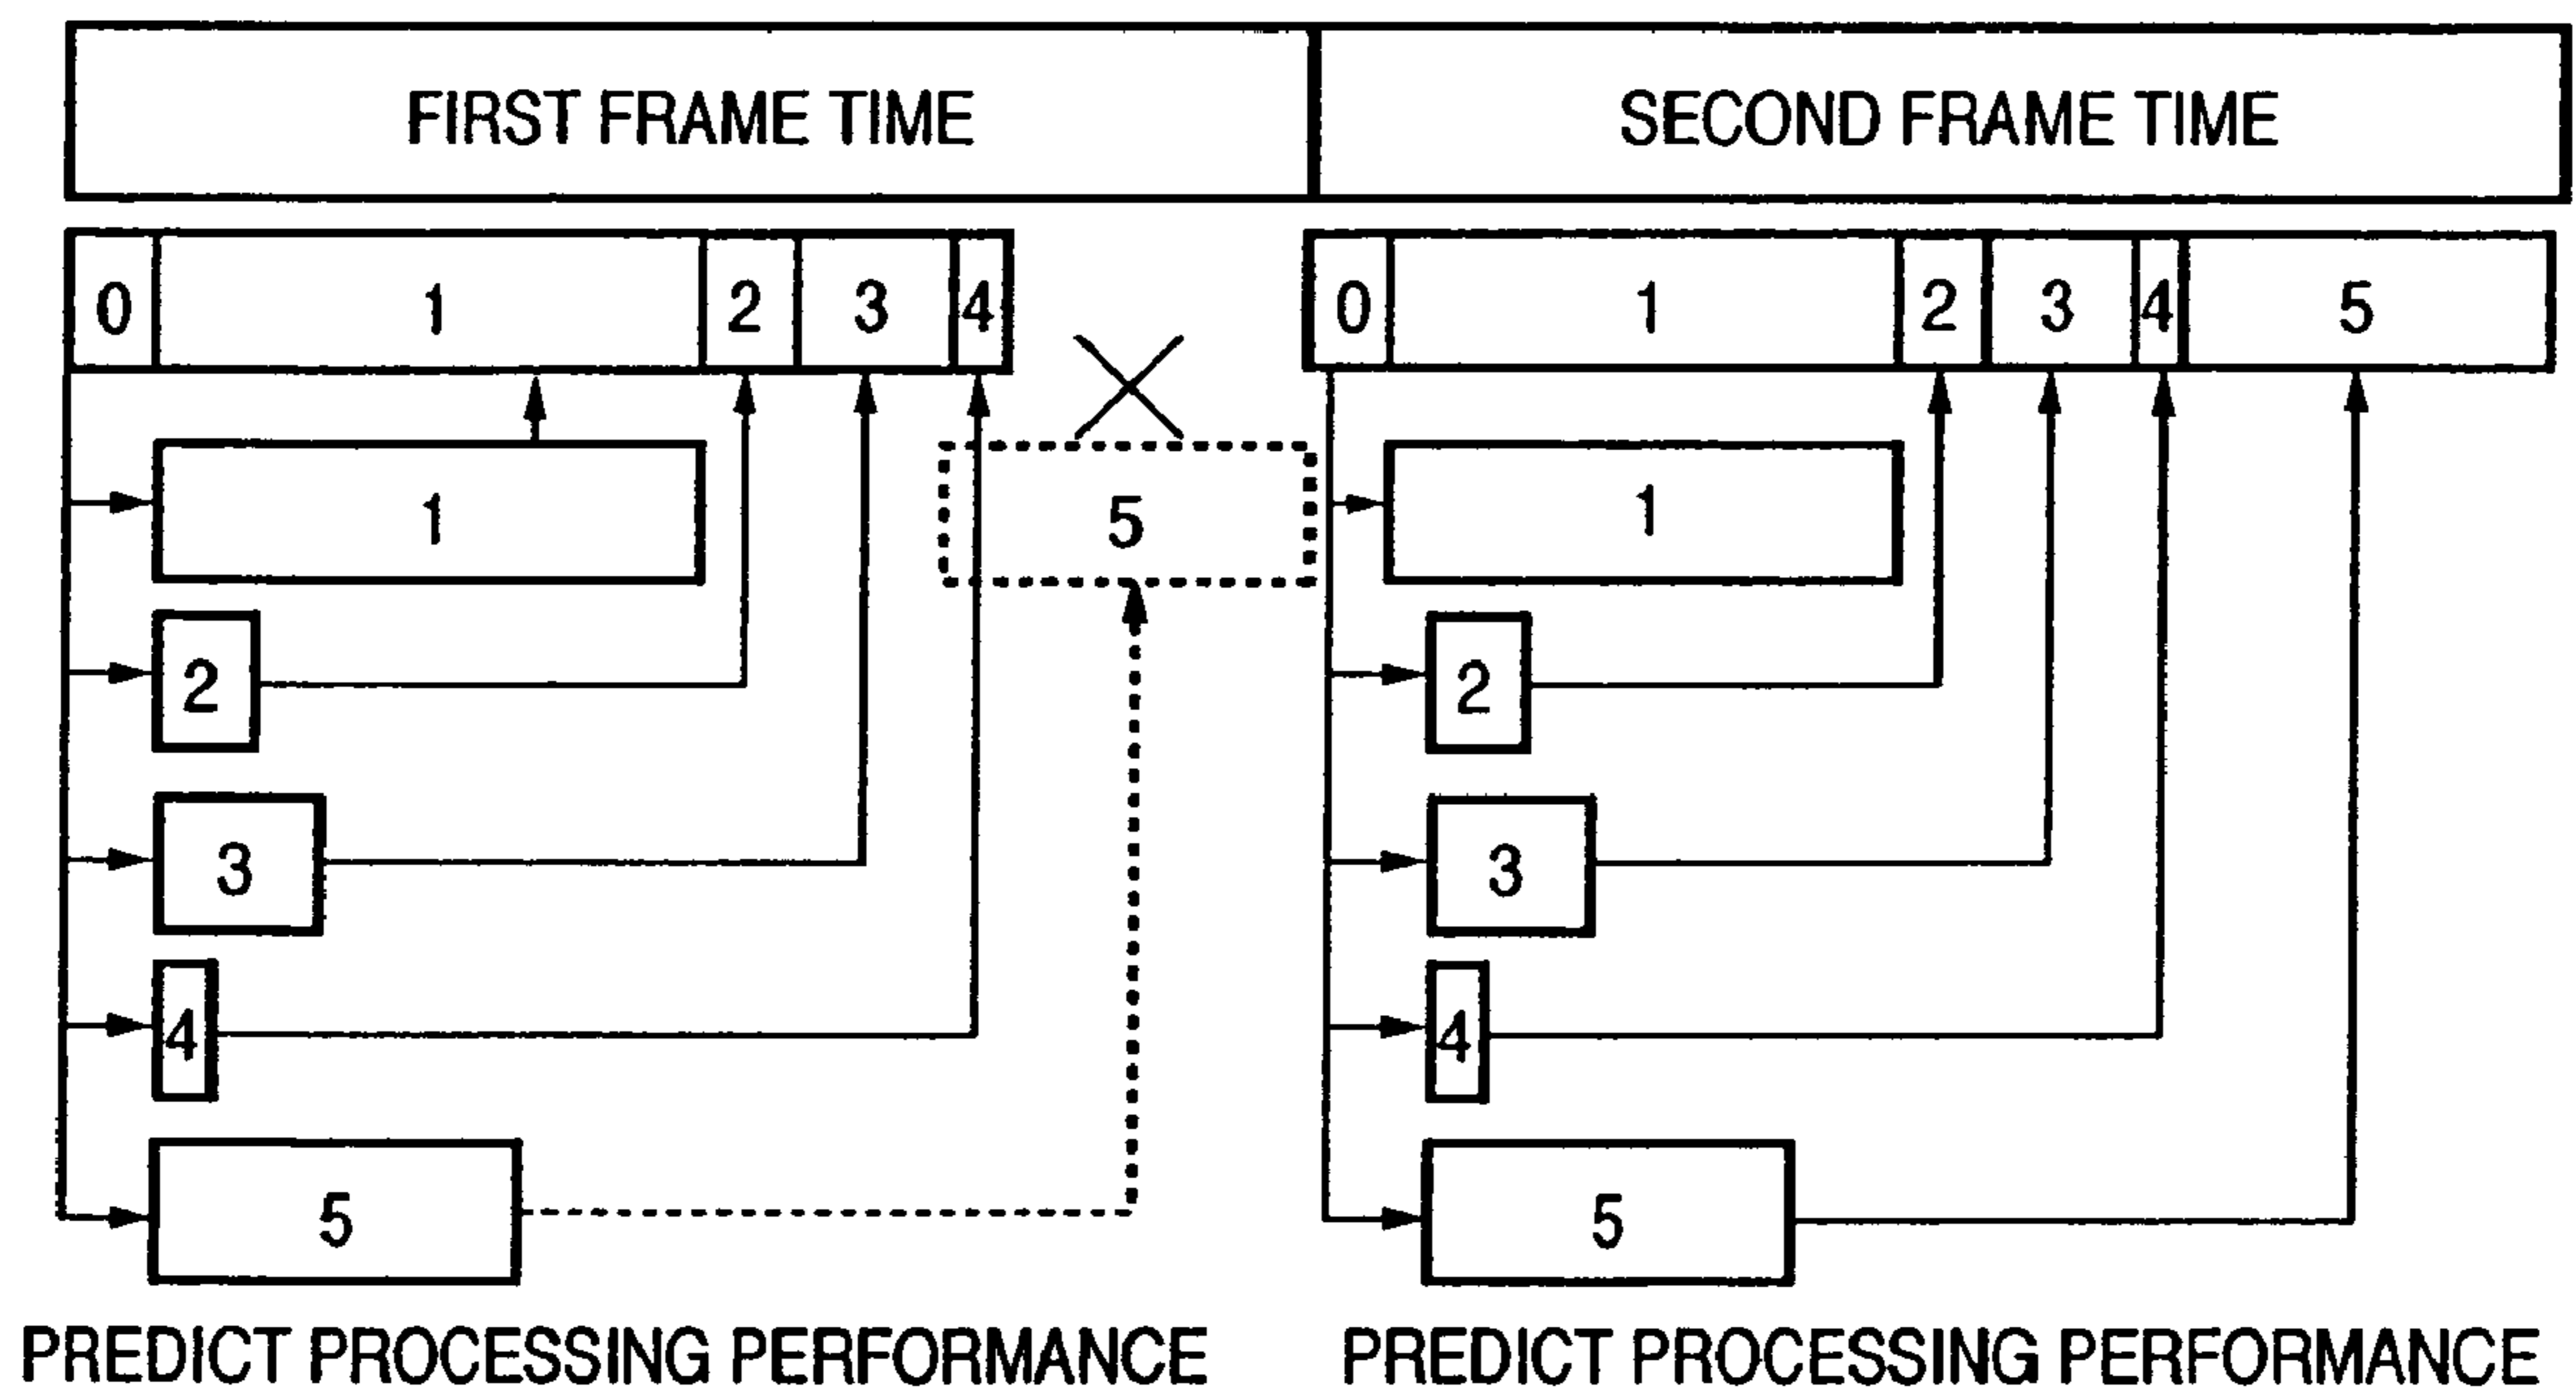 FIRST FRAME TIME SECOND FRAME TIME
0 1 2 3 4 0 1 2 3 4 5
1 5 1
2 2
3 3
4 4
5 5
PREDICT PROCESSING PERFORMANCE PREDICT PROCESSING PERFORMANCE